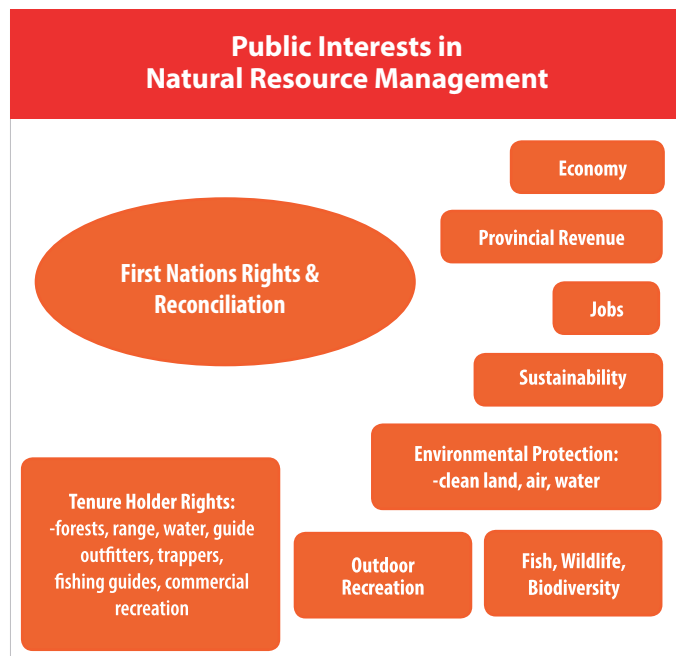 Public Interests in
Natural Resource Management
Economy
Provincial Revenue
First Nations Rights &
Reconciliation
Jobs
Sustainability
Environmental Protection:
-clean land, air, water
Tenure Holder Rights:
-forests, range, water, guide
outfitters, trappers,
fishing guides, commercial
recreation
Outdoor
Recreation
Fish, Wildlife,
Biodiversity